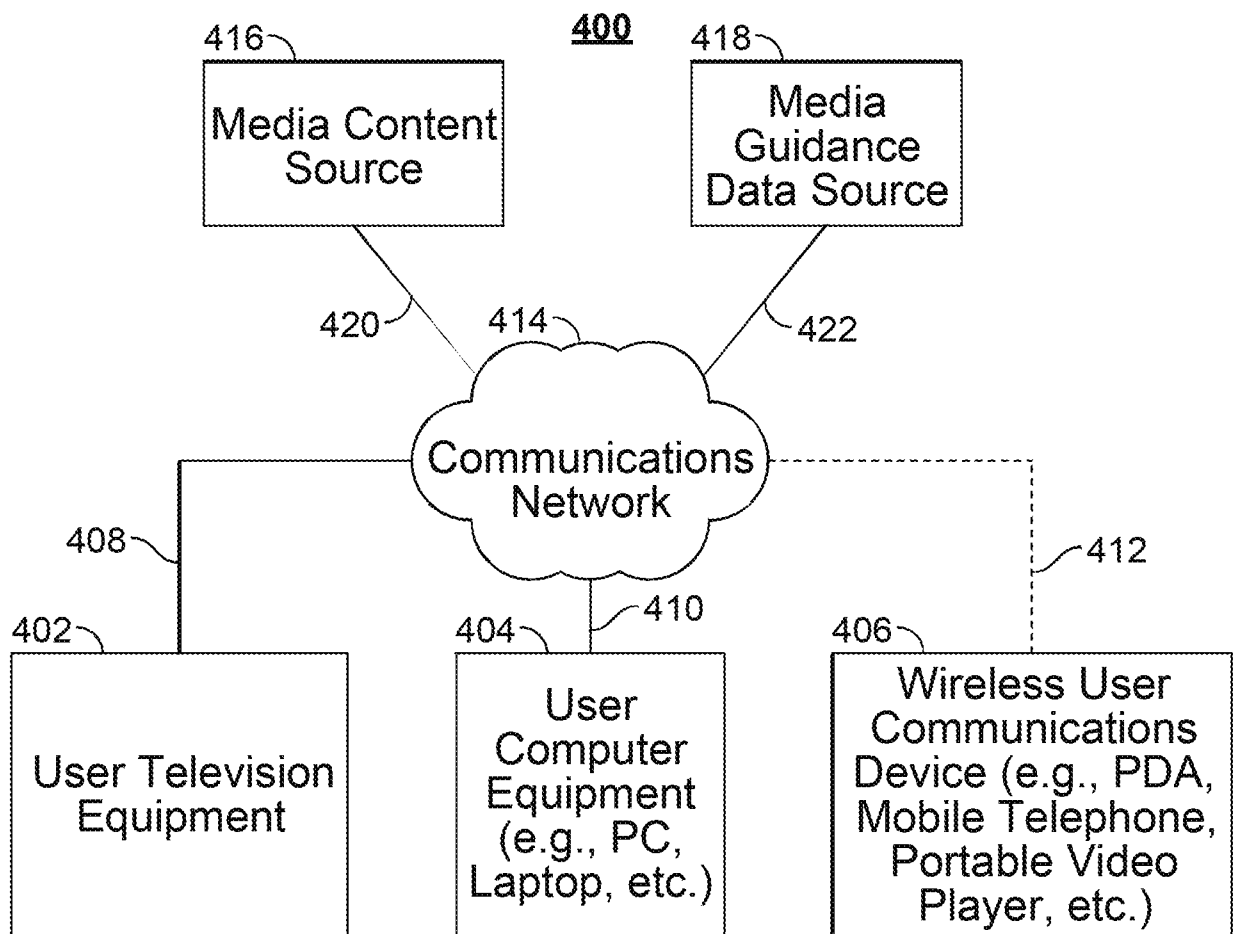 400
416
418
Media Content
Source
Media
Guidance
Data Source
420
414
422
Communications
Network
408
412
410
402
404
406
User Television
Equipment
User
Computer
Equipment
(e.g., PC,
Laptop, etc.)
Wireless User
Communications
Device (e.g., PDA,
Mobile Telephone,
Portable Video
Player, etc.)